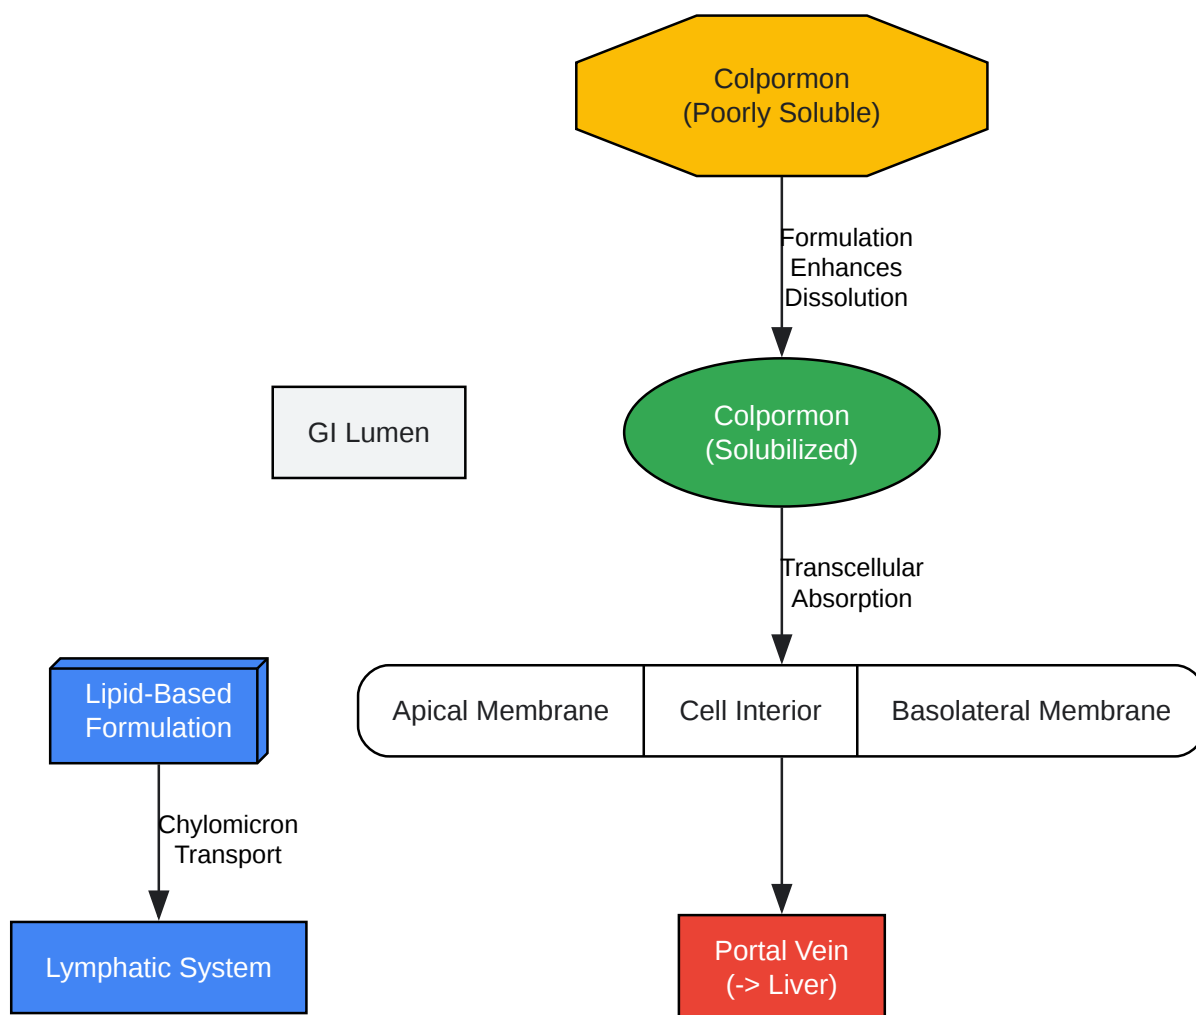 Colpormon
(Poorly Soluble)
Formulation
Enhances
Dissolution
GI Lumen
Colpormon
(Solubilized)
Transcellular
Absorption
Lipid-Based
Formulation
Apical Membrane
Cell Interior
Basolateral Membrane
Chylomicron
Transport
Lymphatic System
Portal Vein
(-> Liver)